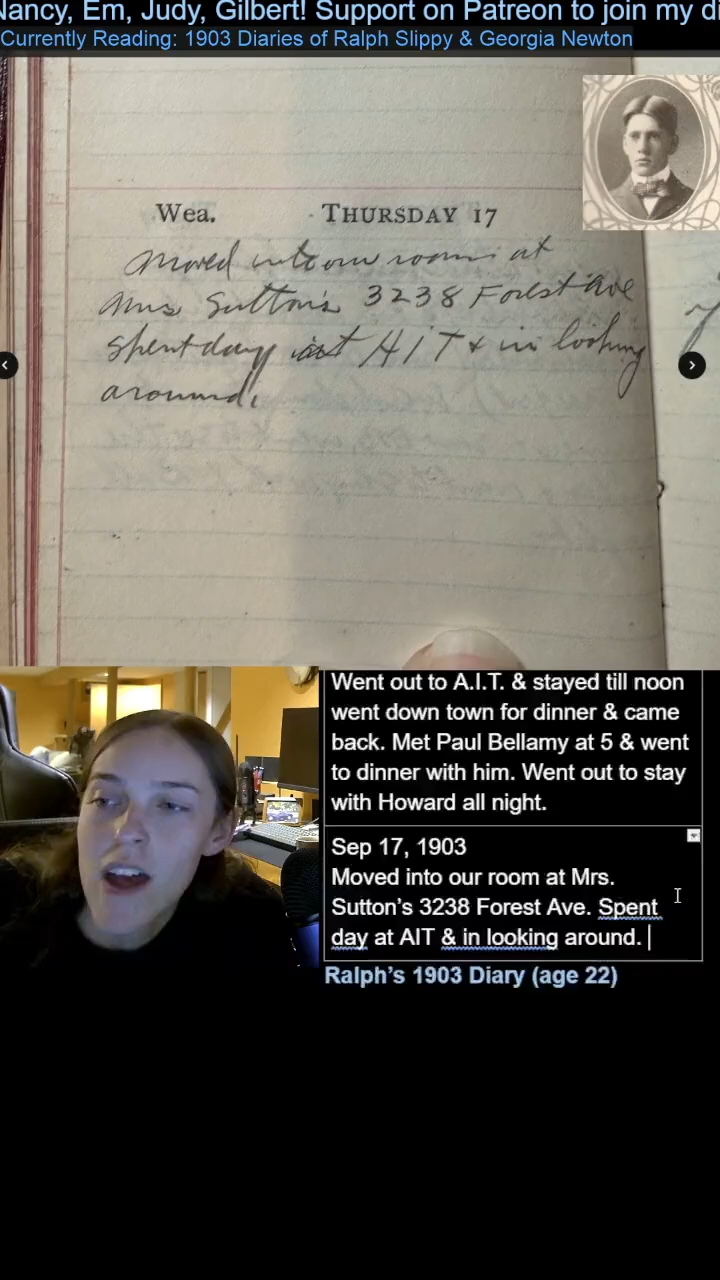 Nancy, Em, Judy, Gilbert! Support on Patreon to join my di
Currently Reading: 1903 Diaries of Ralph Slippy & Georgia Newton
Wea. THURSDAY 17
Moved into our room at
Mrs Sutton's 3238 Forest Ave
Spent day at A I T & in looking
around.
Went out to A.I.T. & stayed till noon
went down town for dinner & came
back. Met Paul Bellamy at 5 & went
to dinner with him. Went out to stay
with Howard all night.
Sep 17, 1903
Moved into our room at Mrs.
Sutton's 3238 Forest Ave. Spent
day at AIT & in looking around.
Ralph's 1903 Diary (age 22)